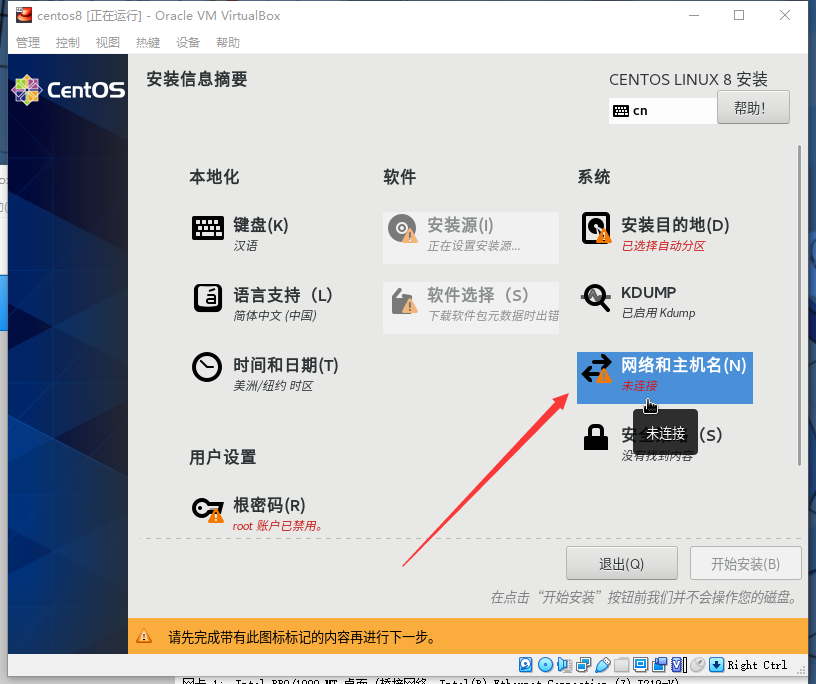 centos8 [正在运行] - Oracle VM VirtualBox
管理 控制 视图 热键 设备 帮助
CentOS
安装信息摘要
CENTOS LINUX 8 安装
cn
帮助！
本地化
软件
系统
键盘(K)
汉语
安装源(I)
正在设置安装源...
安装目的地(D)
已选择自动分区
语言支持（L）
简体中文 (中国)
软件选择（S）
下载软件包元数据时出错
KDUMP
已启用 Kdump
时间和日期(T)
美洲/纽约 时区
网络和主机名(N)
未连接
未连接
安 （S）
没有找到内容
用户设置
根密码(R)
root 账户已禁用。
退出(Q)
开始安装(B)
在点击“开始安装”按钮前我们并不会操作您的磁盘。
请先完成带有此图标标记的内容再进行下一步。
Right Ctrl